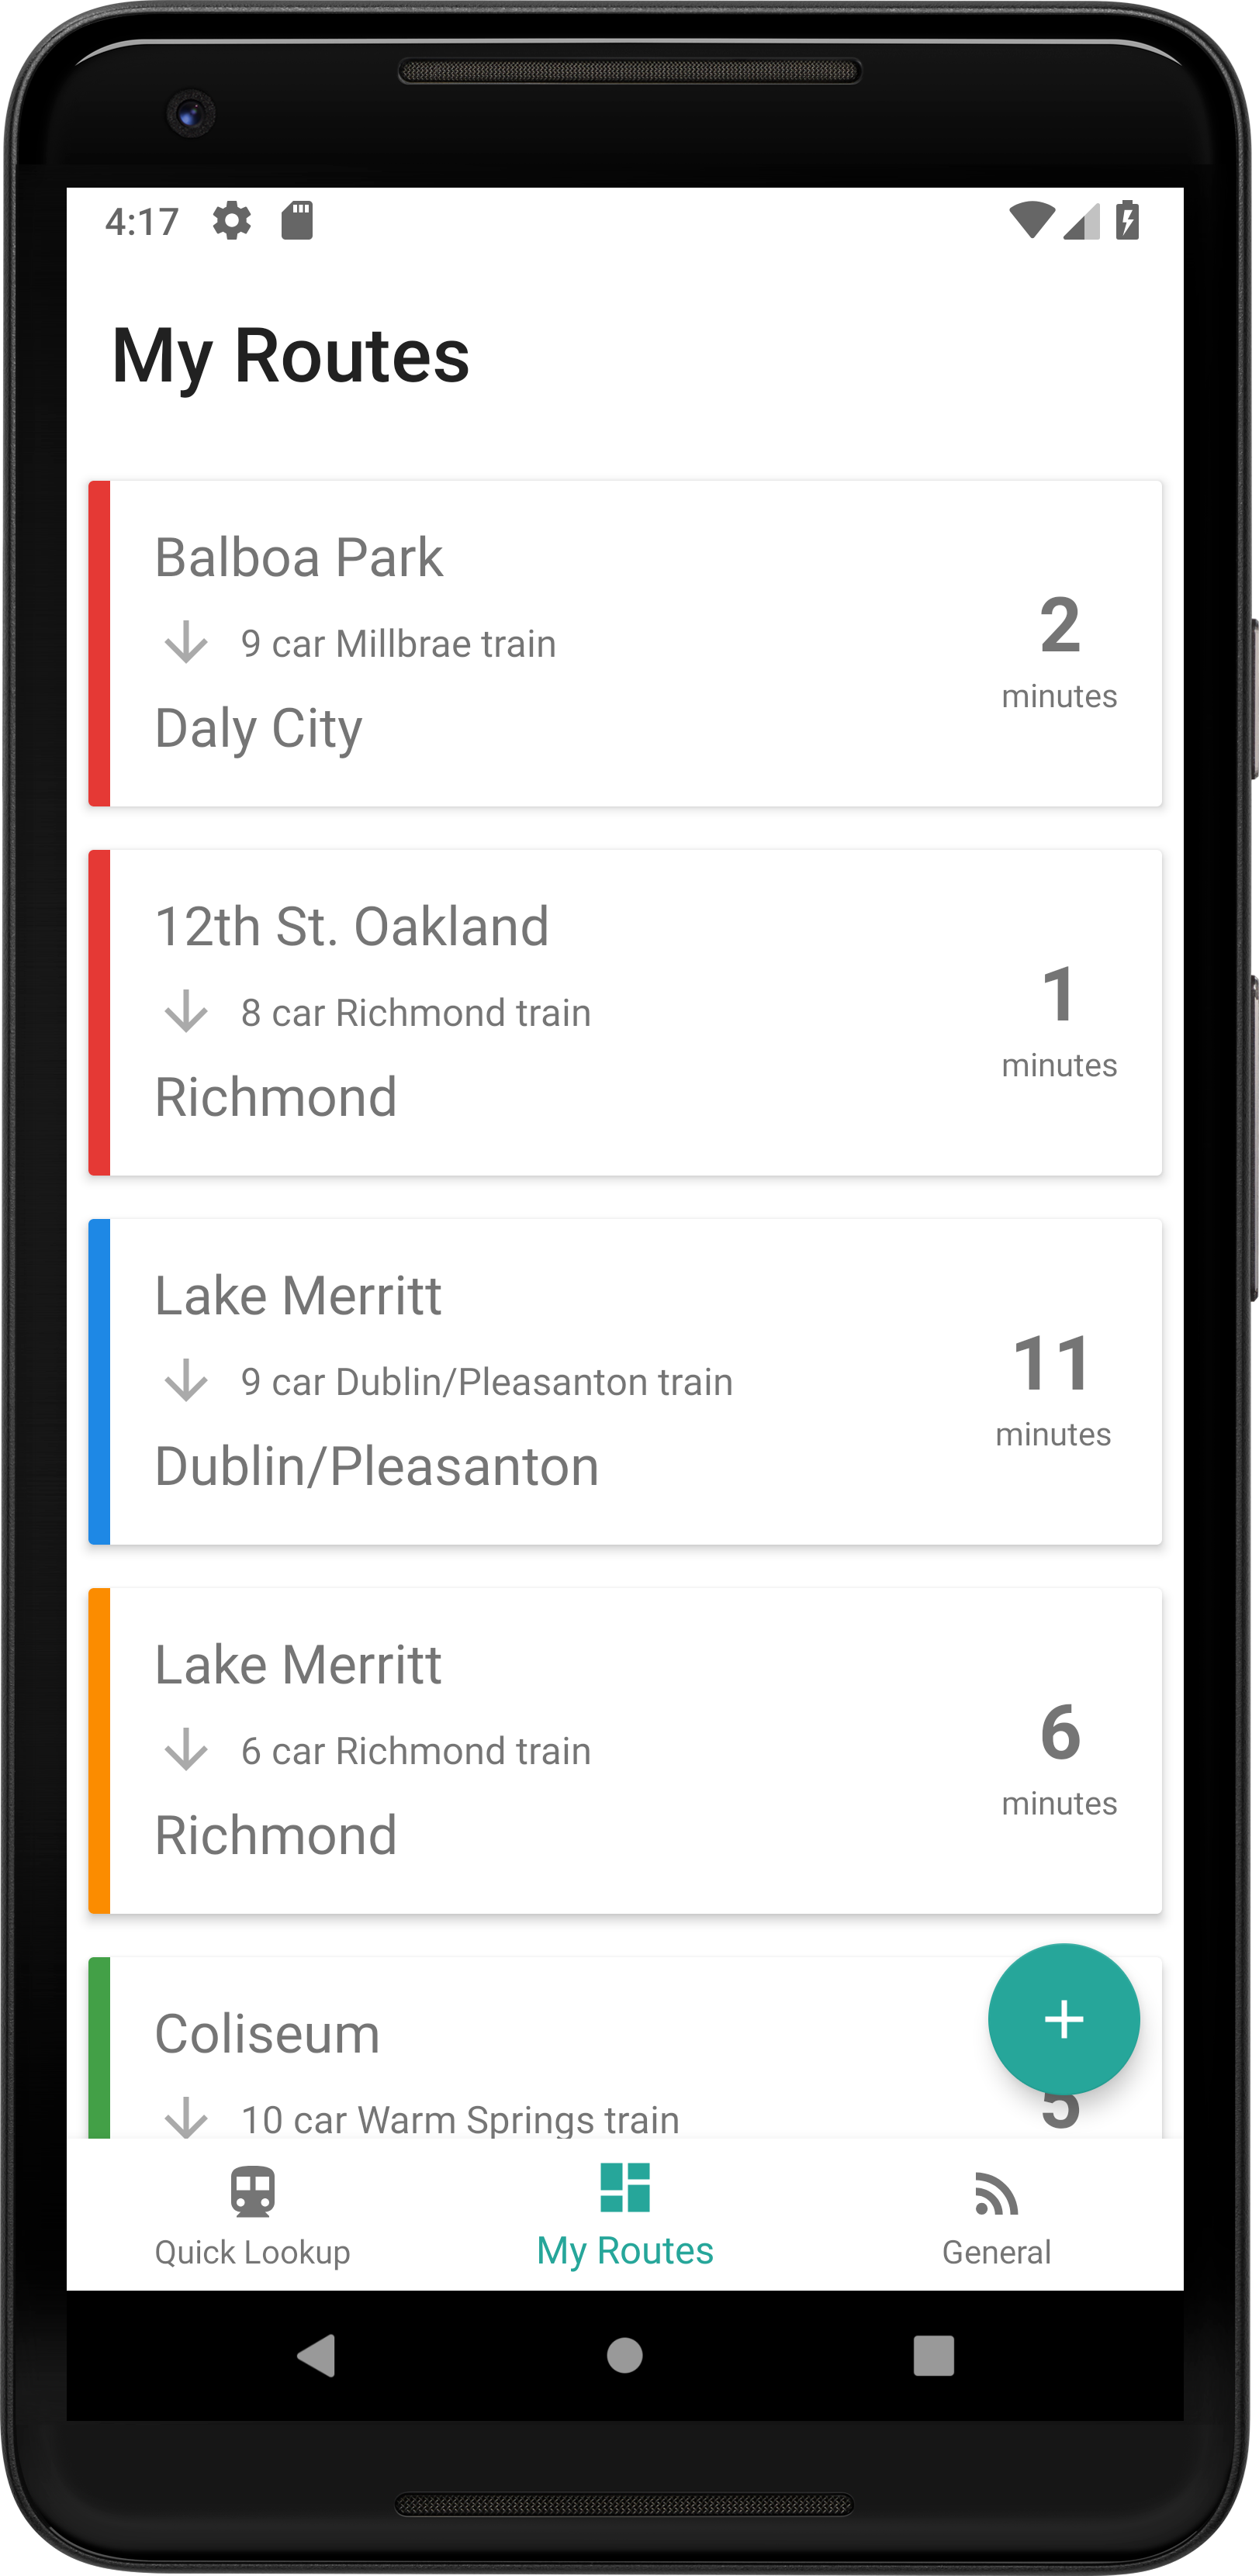 4:17
My Routes
Balboa Park
9 car Millbrae train
Daly City
2
minutes
12th St. Oakland
8 car Richmond train
Richmond
1
minutes
Lake Merritt
9 car Dublin/Pleasanton train
Dublin/Pleasanton
11
minutes
Lake Merritt
6 car Richmond train
Richmond
6
minutes
Coliseum
10 car Warm Springs train
5
Quick Lookup
My Routes
General